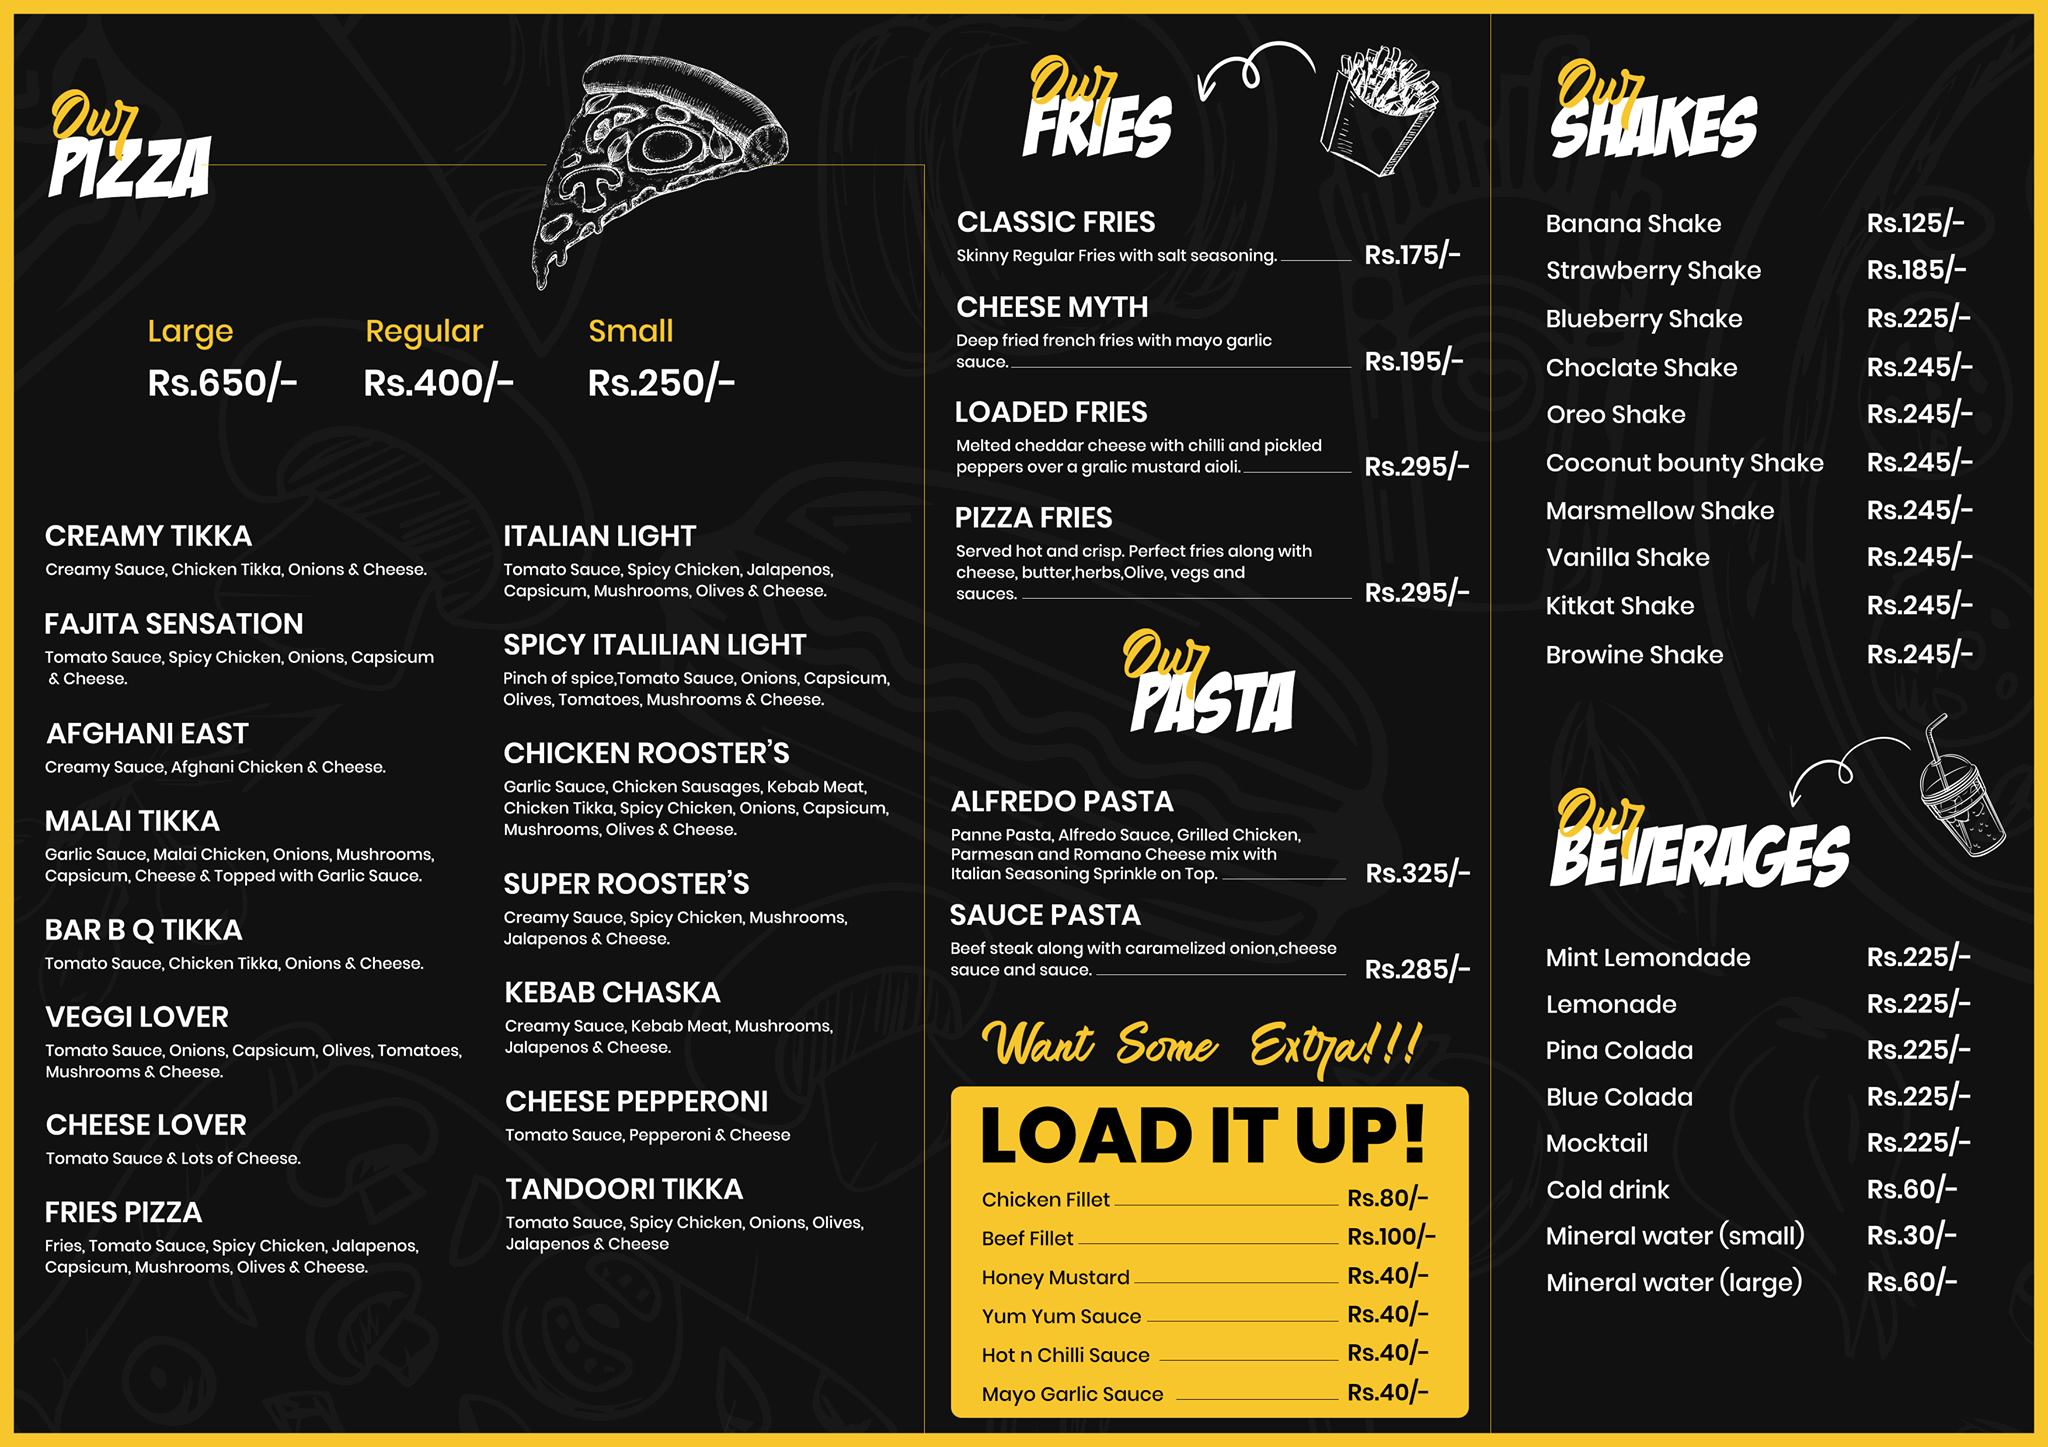 Our
PIZZA
Large
Regular
Small
Rs.650/-
Rs.400/-
Rs.250/-
CREAMY TIKKA
Creamy Sauce, Chicken Tikka, Onions & Cheese.
FAJITA SENSATION
Tomato Sauce, Spicy Chicken, Onions, Capsicum
& Cheese.
AFGHANI EAST
Creamy Sauce, Afghani Chicken & Cheese.
MALAI TIKKA
Garlic Sauce, Malai Chicken, Onions, Mushrooms,
Capsicum, Cheese & Topped with Garlic Sauce.
BAR B Q TIKKA
Tomato Sauce, Chicken Tikka, Onions & Cheese.
VEGGI LOVER
Tomato Sauce, Onions, Capsicum, Olives, Tomatoes,
Mushrooms & Cheese.
CHEESE LOVER
Tomato Sauce & Lots of Cheese.
FRIES PIZZA
Fries, Tomato Sauce, Spicy Chicken, Jalapenos,
Capsicum, Mushrooms, Olives & Cheese.
ITALIAN LIGHT
Tomato Sauce, Spicy Chicken, Jalapenos,
Capsicum, Mushrooms, Olives & Cheese.
SPICY ITALILIAN LIGHT
Pinch of spice,Tomato Sauce, Onions, Capsicum,
Olives, Tomatoes, Mushrooms & Cheese.
CHICKEN ROOSTER'S
Garlic Sauce, Chicken Sausages, Kebab Meat,
Chicken Tikka, Spicy Chicken, Onions, Capsicum,
Mushrooms, Olives & Cheese.
SUPER ROOSTER'S
Creamy Sauce, Spicy Chicken, Mushrooms,
Jalapenos & Cheese.
KEBAB CHASKA
Creamy Sauce, Kebab Meat, Mushrooms,
Jalapenos & Cheese.
CHEESE PEPPERONI
Tomato Sauce, Pepperoni & Cheese
TANDOORI TIKKA
Tomato Sauce, Spicy Chicken, Onions, Olives,
Jalapenos & Cheese
Our
FRIES
CLASSIC FRIES
Skinny Regular Fries with salt seasoning. Rs.175/-
CHEESE MYTH
Deep fried french fries with mayo garlic
sauce. Rs.195/-
LOADED FRIES
Melted cheddar cheese with chilli and pickled
peppers over a gralic mustard aioli. Rs.295/-
PIZZA FRIES
Served hot and crisp. Perfect fries along with
cheese, butter,herbs,Olive, vegs and
sauces. Rs.295/-
Our
PASTA
ALFREDO PASTA
Panne Pasta, Alfredo Sauce, Grilled Chicken,
Parmesan and Romano Cheese mix with
Italian Seasoning Sprinkle on Top. Rs.325/-
SAUCE PASTA
Beef steak along with caramelized onion,cheese
sauce and sauce. Rs.285/-
Want Some Extra!!!
LOAD IT UP!
Chicken Fillet Rs.80/-
Beef Fillet Rs.100/-
Honey Mustard Rs.40/-
Yum Yum Sauce Rs.40/-
Hot n Chilli Sauce Rs.40/-
Mayo Garlic Sauce Rs.40/-
Our
SHAKES
Banana Shake Rs.125/-
Strawberry Shake Rs.185/-
Blueberry Shake Rs.225/-
Choclate Shake Rs.245/-
Oreo Shake Rs.245/-
Coconut bounty Shake Rs.245/-
Marsmellow Shake Rs.245/-
Vanilla Shake Rs.245/-
Kitkat Shake Rs.245/-
Browine Shake Rs.245/-
Our
BEVERAGES
Mint Lemondade Rs.225/-
Lemonade Rs.225/-
Pina Colada Rs.225/-
Blue Colada Rs.225/-
Mocktail Rs.225/-
Cold drink Rs.60/-
Mineral water (small) Rs.30/-
Mineral water (large) Rs.60/-